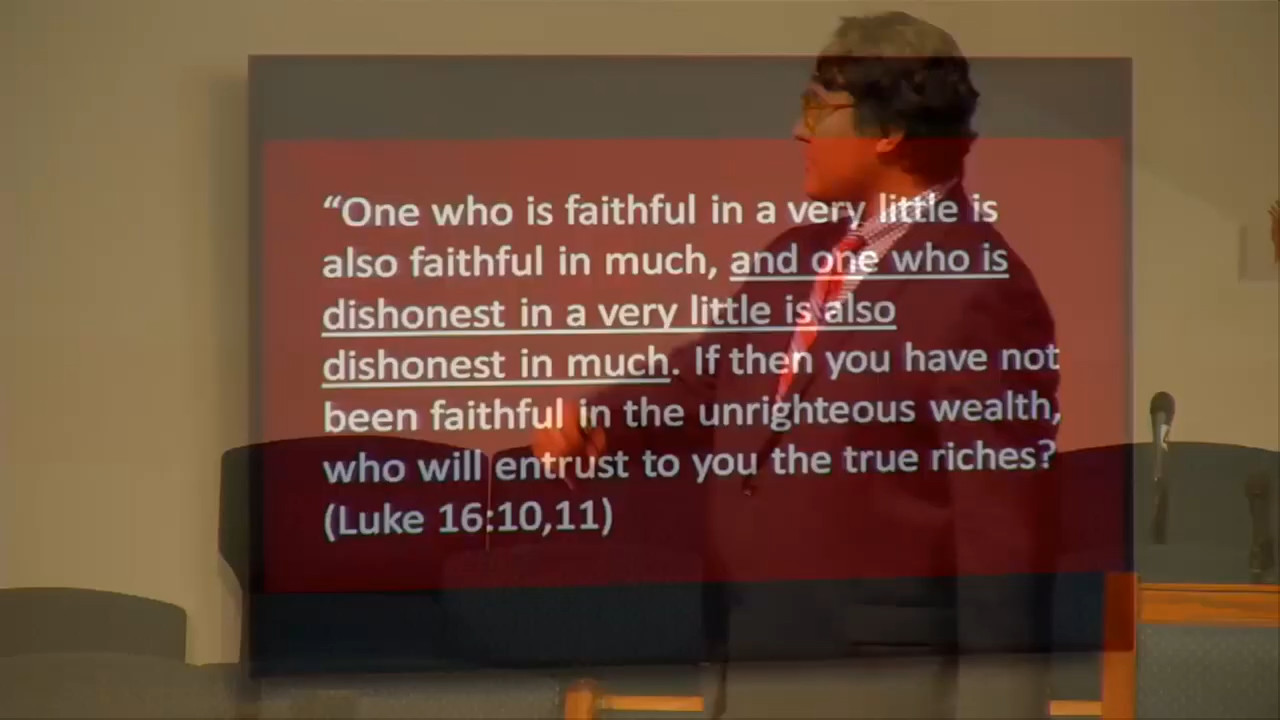 “One who is faithful in a very little is
also faithful in much, and one who is
dishonest in a very little is also
dishonest in much. If then you have not
been faithful in the unrighteous wealth,
who will entrust to you the true riches?
(Luke 16:10,11)